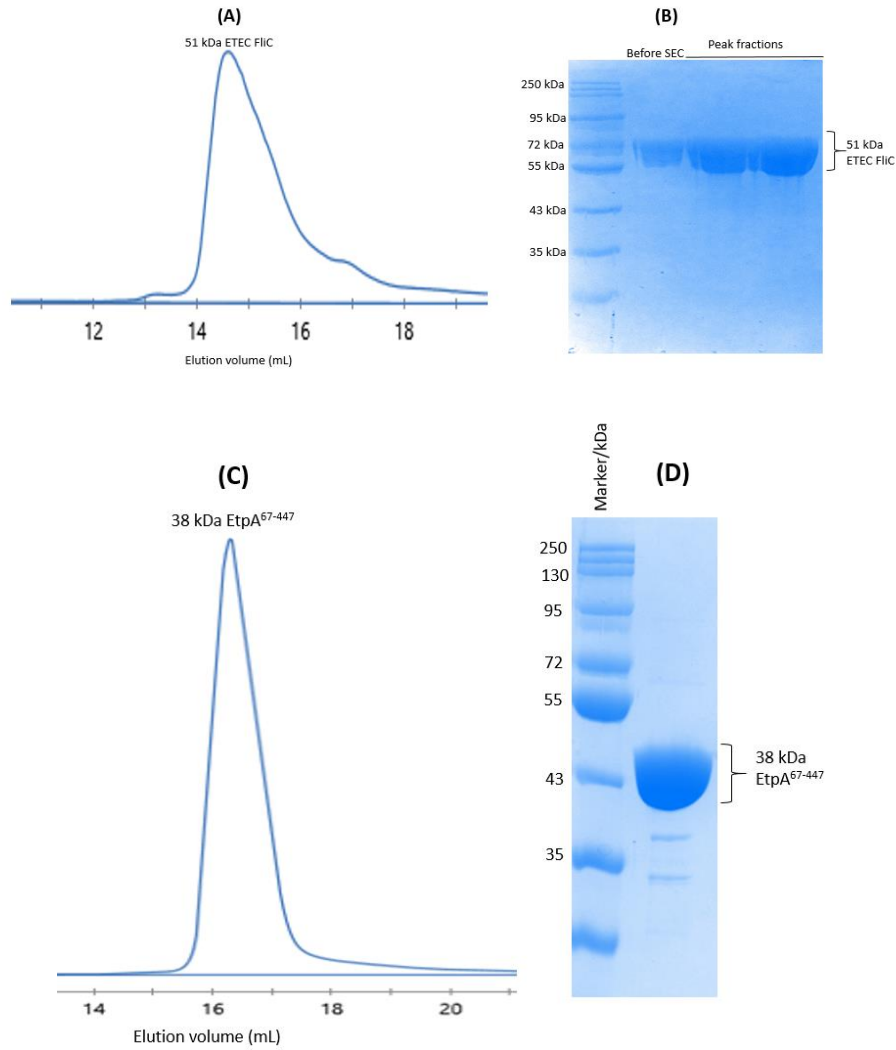 (A)
51 kDa ETEC FliC
12
14
16
18
Elution volume (mL)
(B)
Before SEC
Peak fractions
250 kDa
95 kDa
72 kDa
55 kDa
43 kDa
35 kDa
51 kDa
ETEC FliC
(C)
38 kDa EtpA⁶⁷⁻⁴⁴⁷
14
16
18
20
Elution volume (mL)
Marker/kDa
(D)
250
130
95
72
55
43
35
38 kDa
EtpA⁶⁷⁻⁴⁴⁷